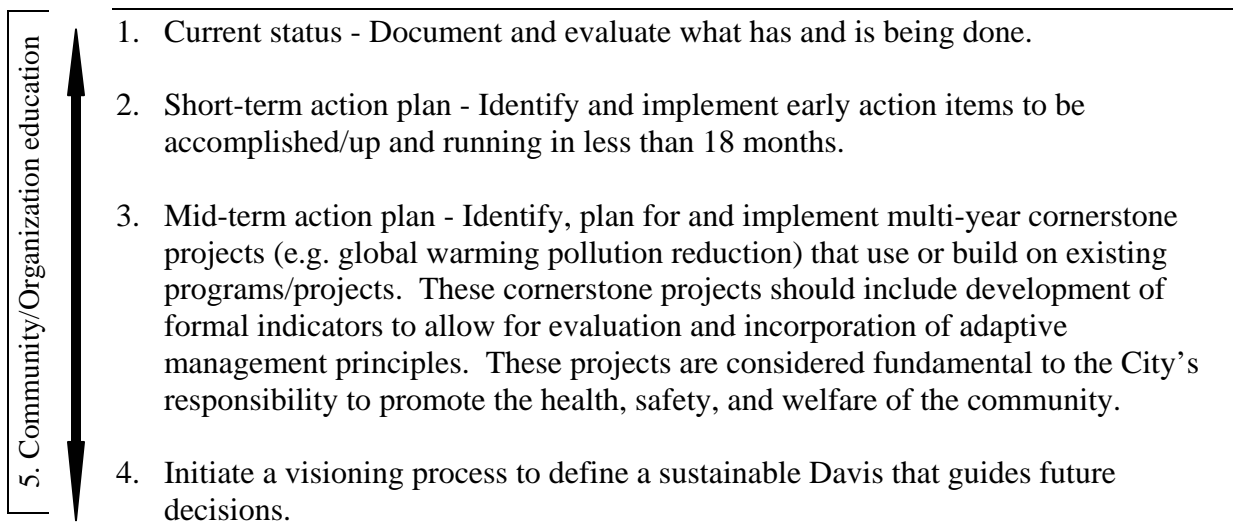 5. Community/Organization education
1. Current status - Document and evaluate what has and is being done.
2. Short-term action plan - Identify and implement early action items to be
accomplished/up and running in less than 18 months.
3. Mid-term action plan - Identify, plan for and implement multi-year cornerstone
projects (e.g. global warming pollution reduction) that use or build on existing
programs/projects.  These cornerstone projects should include development of
formal indicators to allow for evaluation and incorporation of adaptive
management principles.  These projects are considered fundamental to the City’s
responsibility to promote the health, safety, and welfare of the community.
4. Initiate a visioning process to define a sustainable Davis that guides future
decisions.